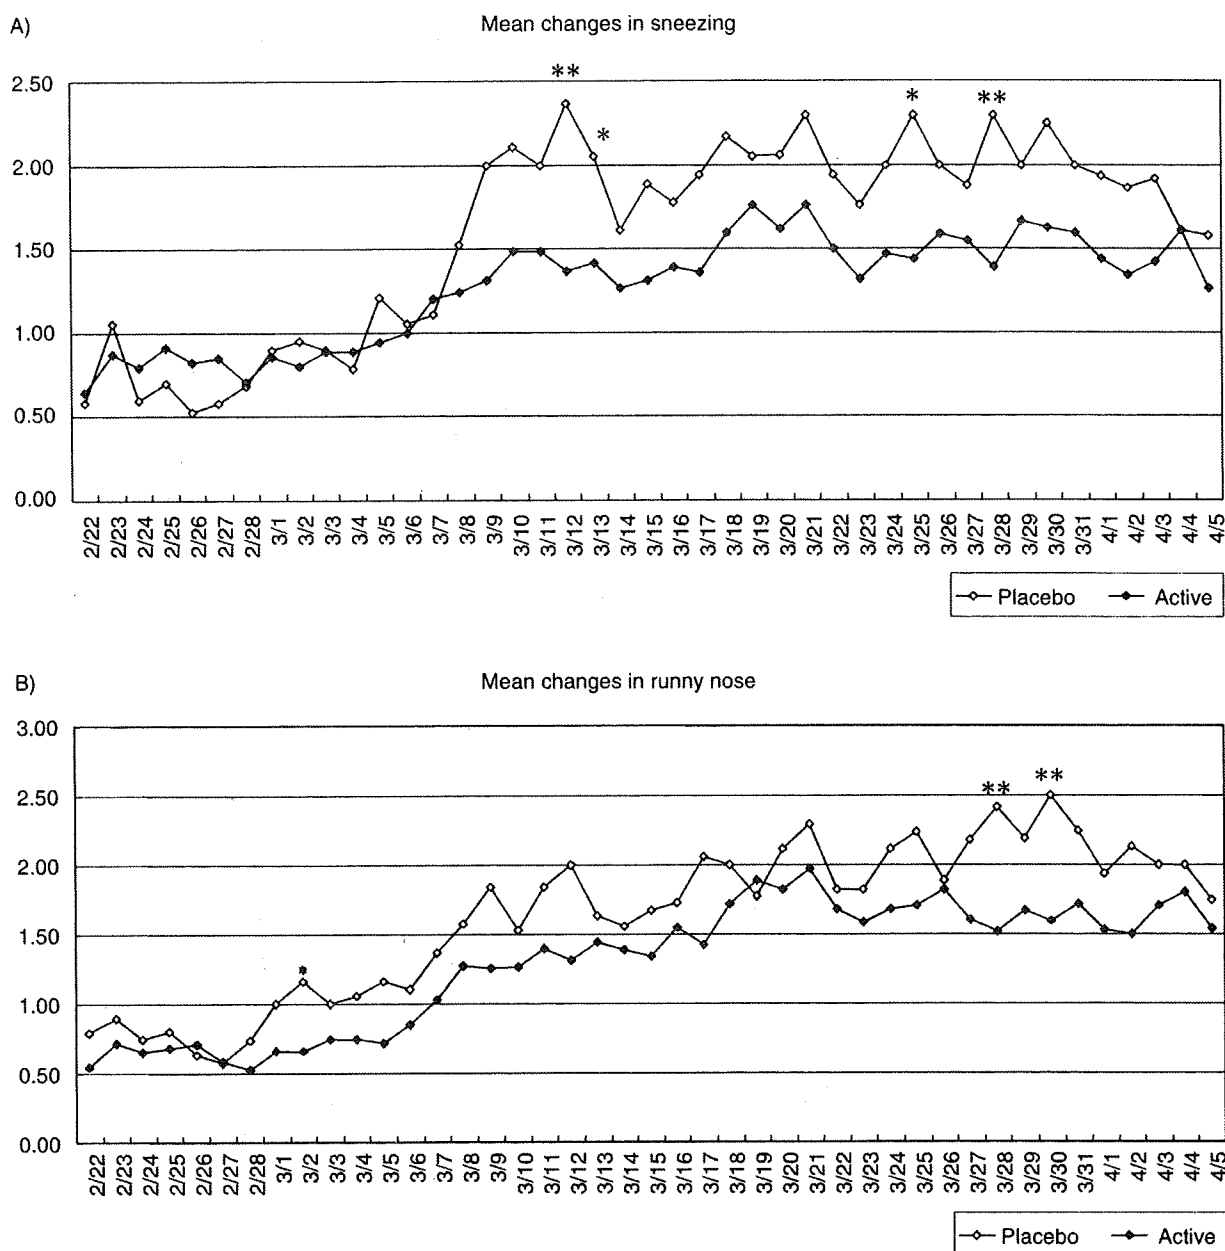 A)
Mean changes in sneezing
** * * **
2.50
2.00
1.50
1.00
0.50
0.00
2/22 2/23 2/24 2/25 2/26 2/27 2/28 3/1 3/2 3/3 3/4 3/5 3/6 3/7 3/8 3/9 3/10 3/11 3/12 3/13 3/14 3/15 3/16 3/17 3/18 3/19 3/20 3/21 3/22 3/23 3/24 3/25 3/26 3/27 3/28 3/29 3/30 3/31 4/1 4/2 4/3 4/4 4/5
Placebo Active
B)
Mean changes in runny nose
3.00
2.50
2.00
1.50
1.00
0.50
0.00
* ** **
2/22 2/23 2/24 2/25 2/26 2/27 2/28 3/1 3/2 3/3 3/4 3/5 3/6 3/7 3/8 3/9 3/10 3/11 3/12 3/13 3/14 3/15 3/16 3/17 3/18 3/19 3/20 3/21 3/22 3/23 3/24 3/25 3/26 3/27 3/28 3/29 3/30 3/31 4/1 4/2 4/3 4/4 4/5
Placebo Active